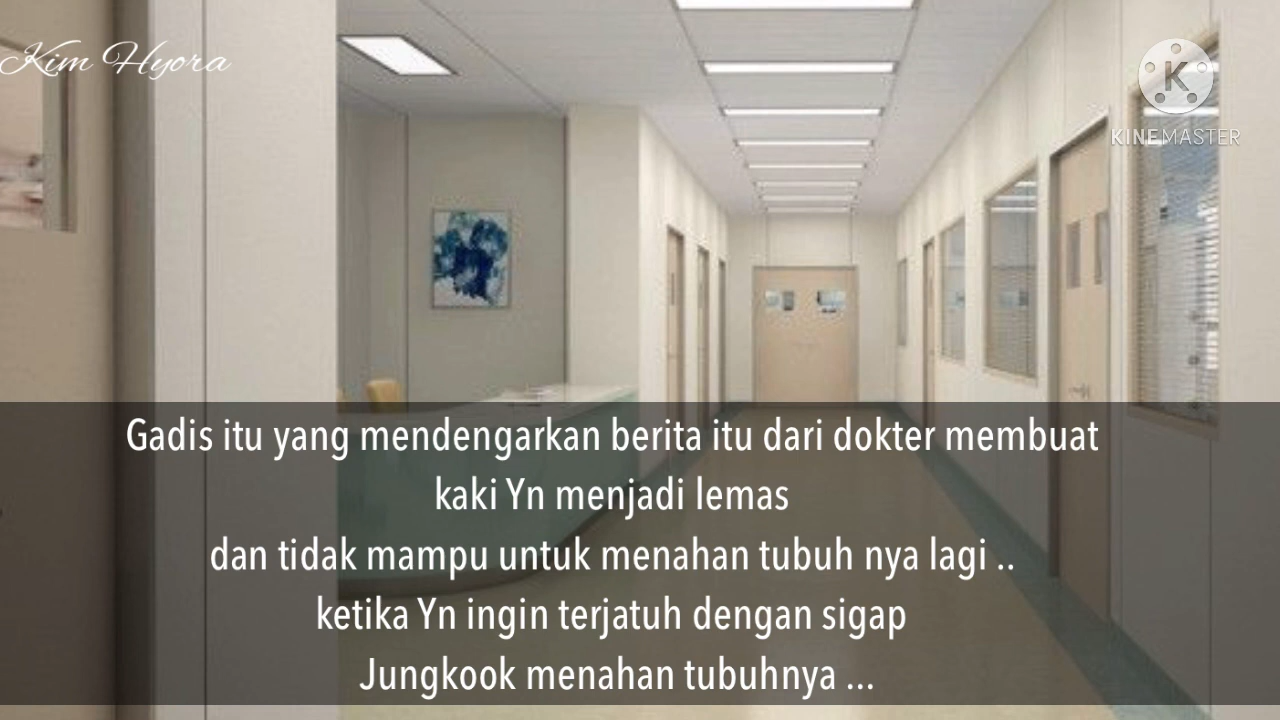 Kim Hyora
K
KINEMASTER
Gadis itu yang mendengarkan berita itu dari dokter membuat
kaki Yn menjadi lemas
dan tidak mampu untuk menahan tubuh nya lagi ..
ketika Yn ingin terjatuh dengan sigap
Jungkook menahan tubuhnya ...